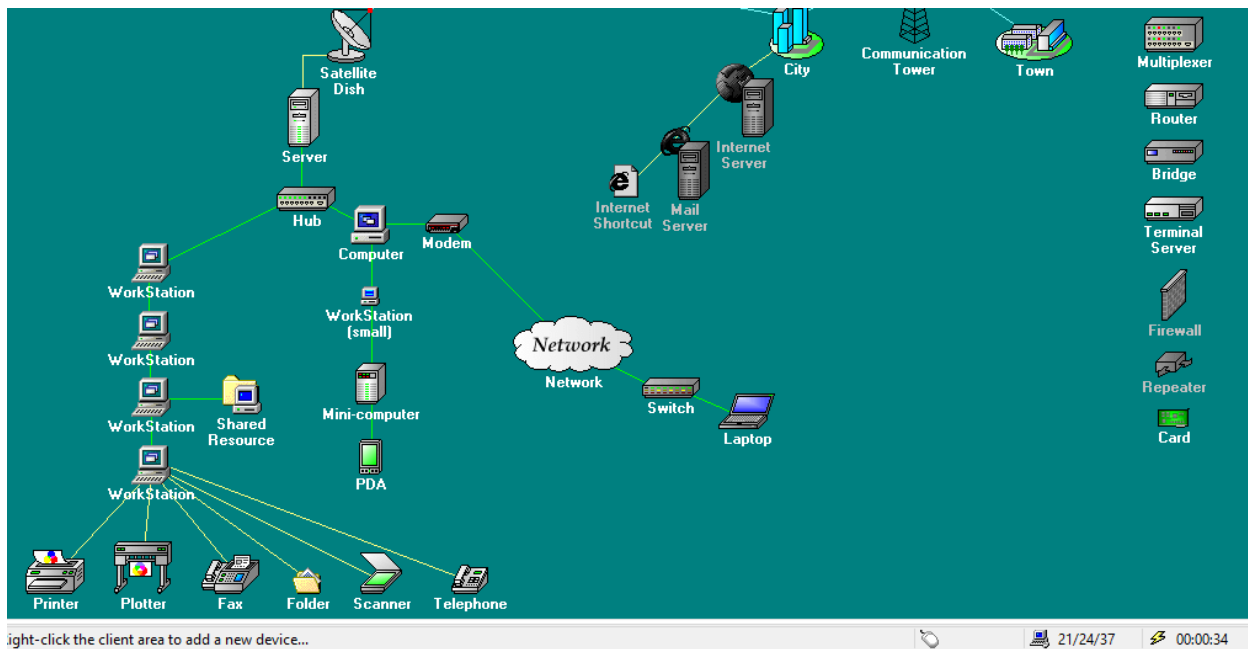 Satellite
Dish
City
Communication
Tower
Town
Multiplexer
Router
Server
Internet
Server
Bridge
Internet
Shortcut
Mail
Server
Hub
Computer
Modem
Terminal
Server
WorkStation
WorkStation
(small)
Firewall
WorkStation
Network
Network
Repeater
Mini-computer
Switch
WorkStation
Shared
Resource
Laptop
Card
PDA
WorkStation
Printer
Plotter
Fax
Folder
Scanner
Telephone
ight-click the client area to add a new device...
21/24/37
00:00:34